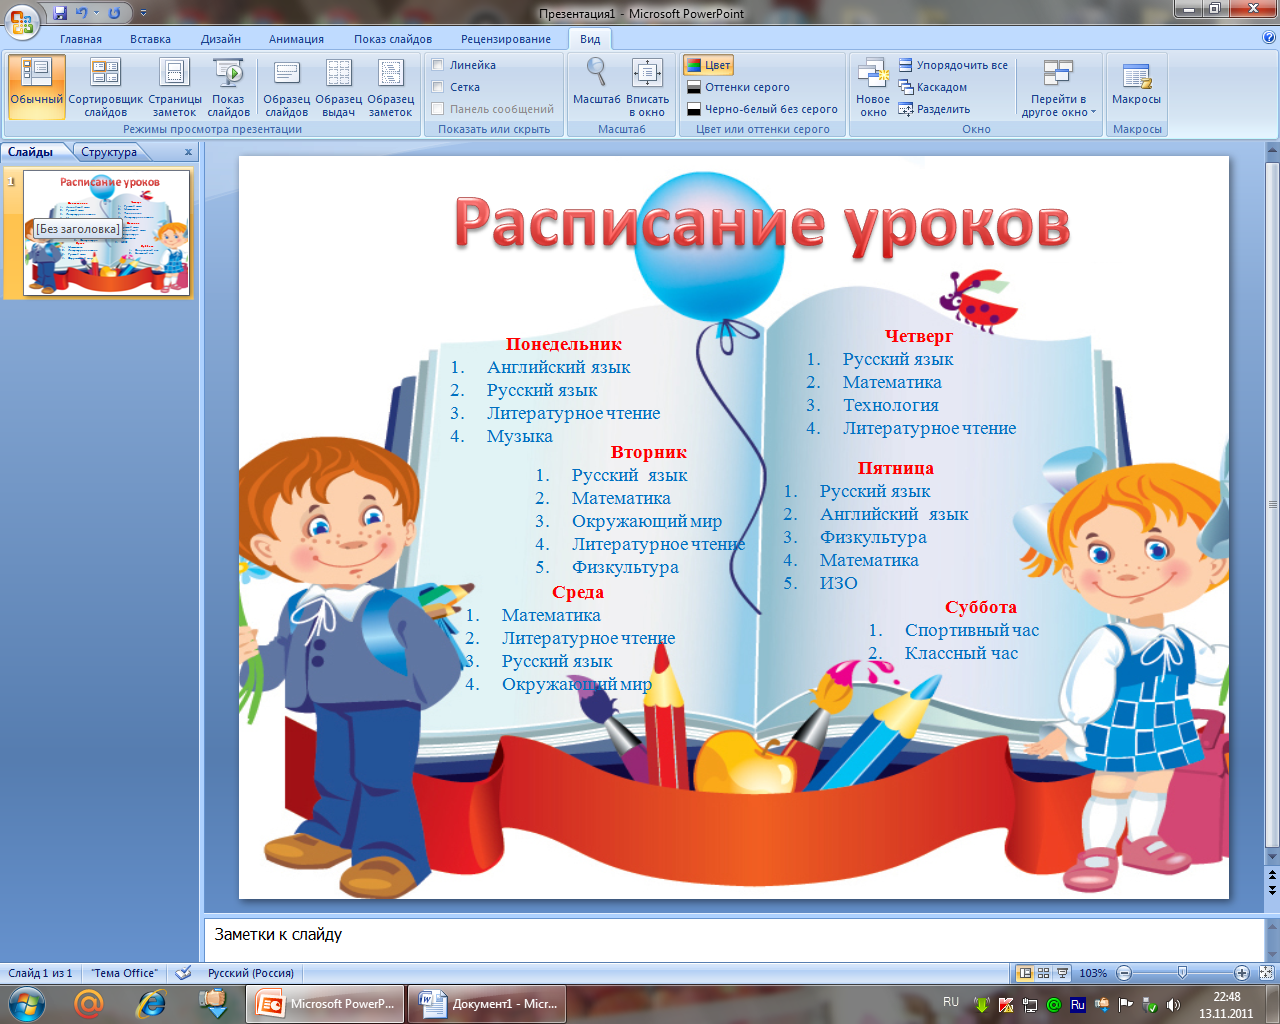 Презентация1 - Microsoft PowerPoint
Главная Вставка Дизайн Анимация Показ слайдов Рецензирование Вид
Обычный Сортировщик слайдов Страницы заметок Показ слайдов Образец слайдов Образец выдач Образец заметок
Режимы просмотра презентации
Линейка
Сетка
Панель сообщений
Показать или скрыть
Масштаб Вписать в окно
Масштаб
Цвет
Оттенки серого
Черно-белый без серого
Цвет или оттенки серого
Новое окно
Упорядочить все
Каскадом
Разделить
Перейти в другое окно
Окно
Макросы
Макросы
Слайды Структура x
1
Расписание уроков
[Без заголовка]
Расписание уроков
Понедельник
1. Английский язык
2. Русский язык
3. Литературное чтение
4. Музыка
Вторник
1. Русский язык
2. Математика
3. Окружающий мир
4. Литературное чтение
5. Физкультура
Среда
1. Математика
2. Литературное чтение
3. Русский язык
4. Окружающий мир
Четверг
1. Русский язык
2. Математика
3. Технология
4. Литературное чтение
Пятница
1. Русский язык
2. Английский язык
3. Физкультура
4. Математика
5. ИЗО
Суббота
1. Спортивный час
2. Классный час
Заметки к слайду
Слайд 1 из 1 "Тема Office" Русский (Россия) 103%
Microsoft PowerP... Документ1 - Micr... RU Ru 22:48
13.11.2011